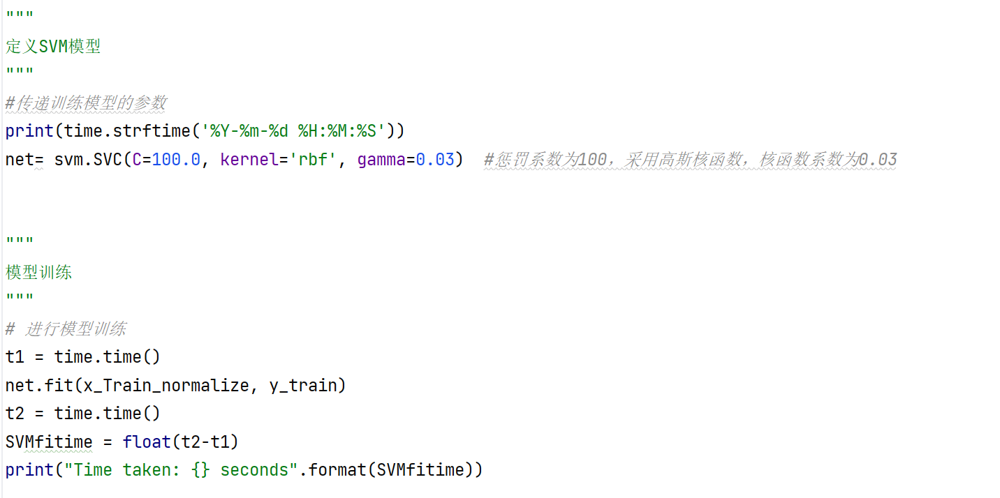 """
定义SVM模型
"""
#传递训练模型的参数
print(time.strftime('%Y-%m-%d %H:%M:%S'))
net= svm.SVC(C=100.0, kernel='rbf', gamma=0.03)  #惩罚系数为100，采用高斯核函数，核函数系数为0.03
"""
模型训练
"""
# 进行模型训练
t1 = time.time()
net.fit(x_Train_normalize, y_train)
t2 = time.time()
SVMfitime = float(t2-t1)
print("Time taken: {} seconds".format(SVMfitime))